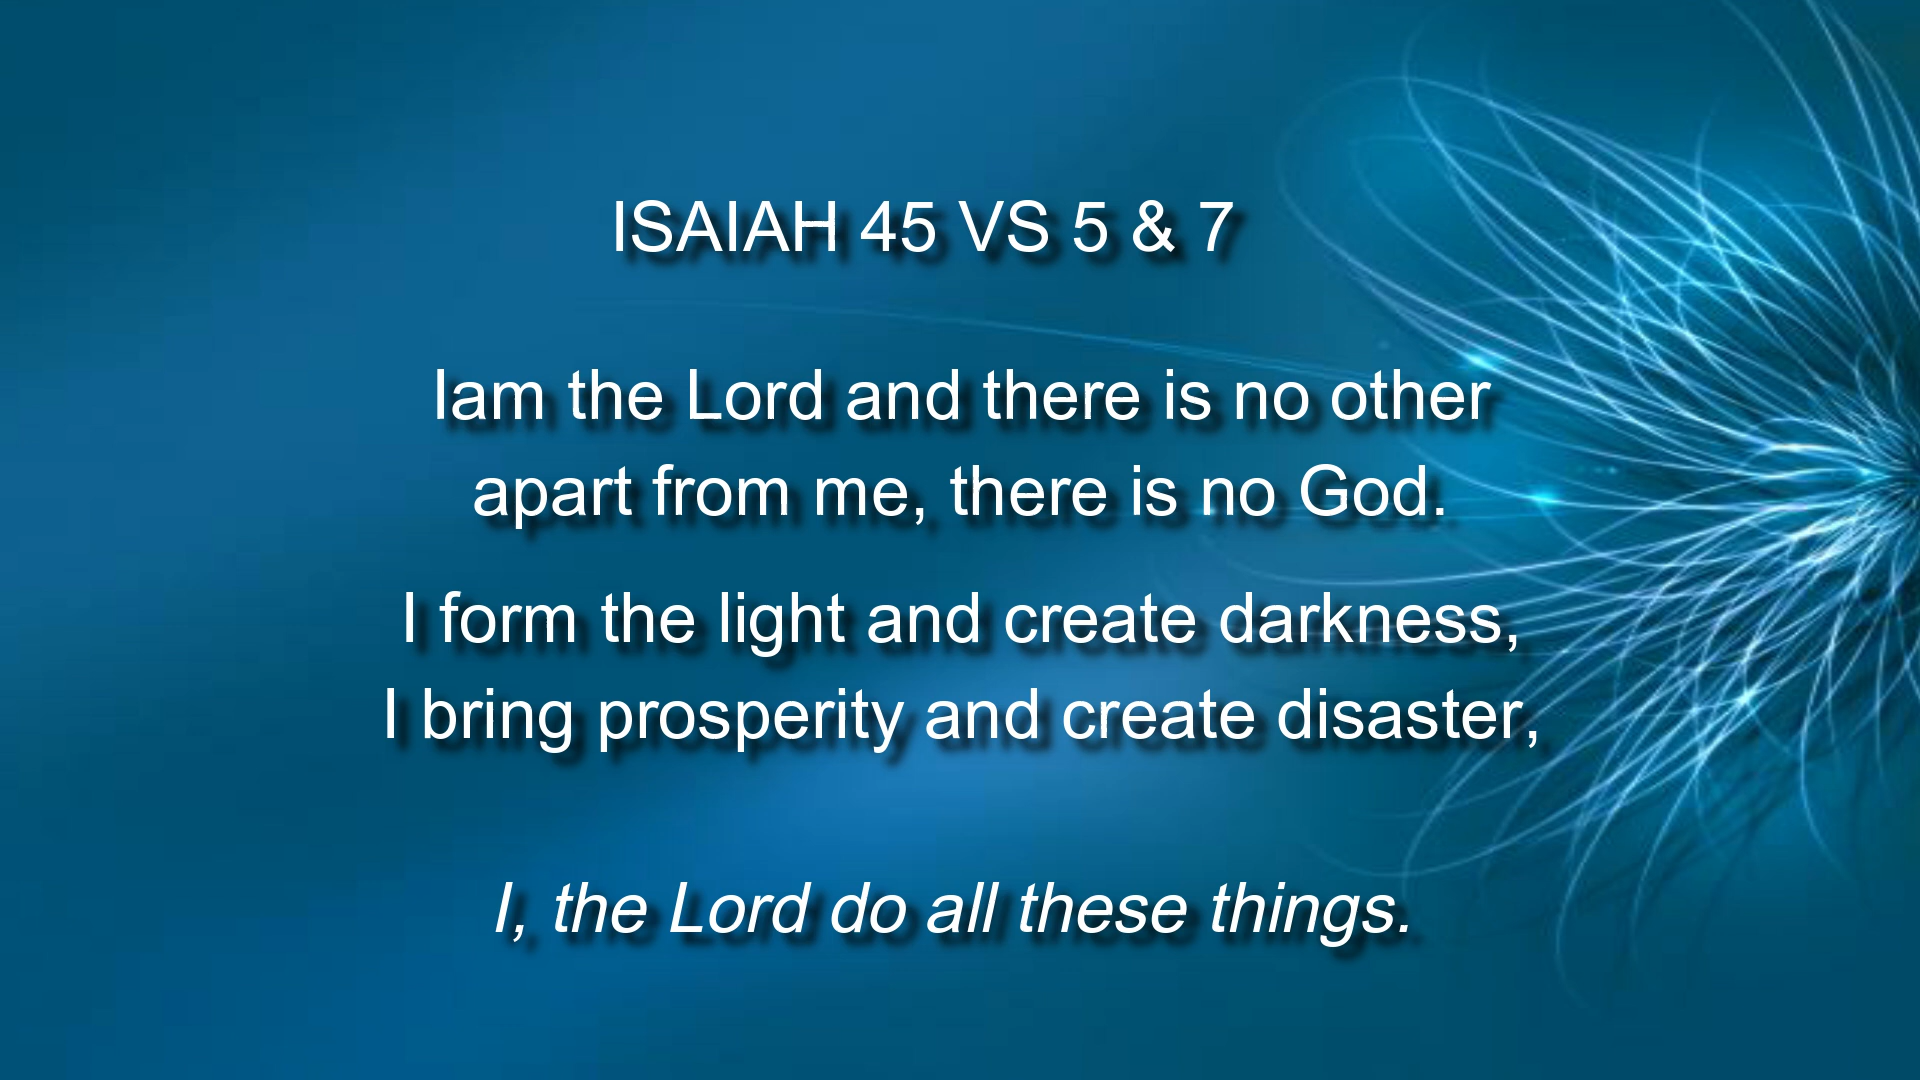 ISAIAH 45 VS 5 & 7
Iam the Lord and there is no other
apart from me, there is no God.
I form the light and create darkness,
I bring prosperity and create disaster,
I, the Lord do all these things.